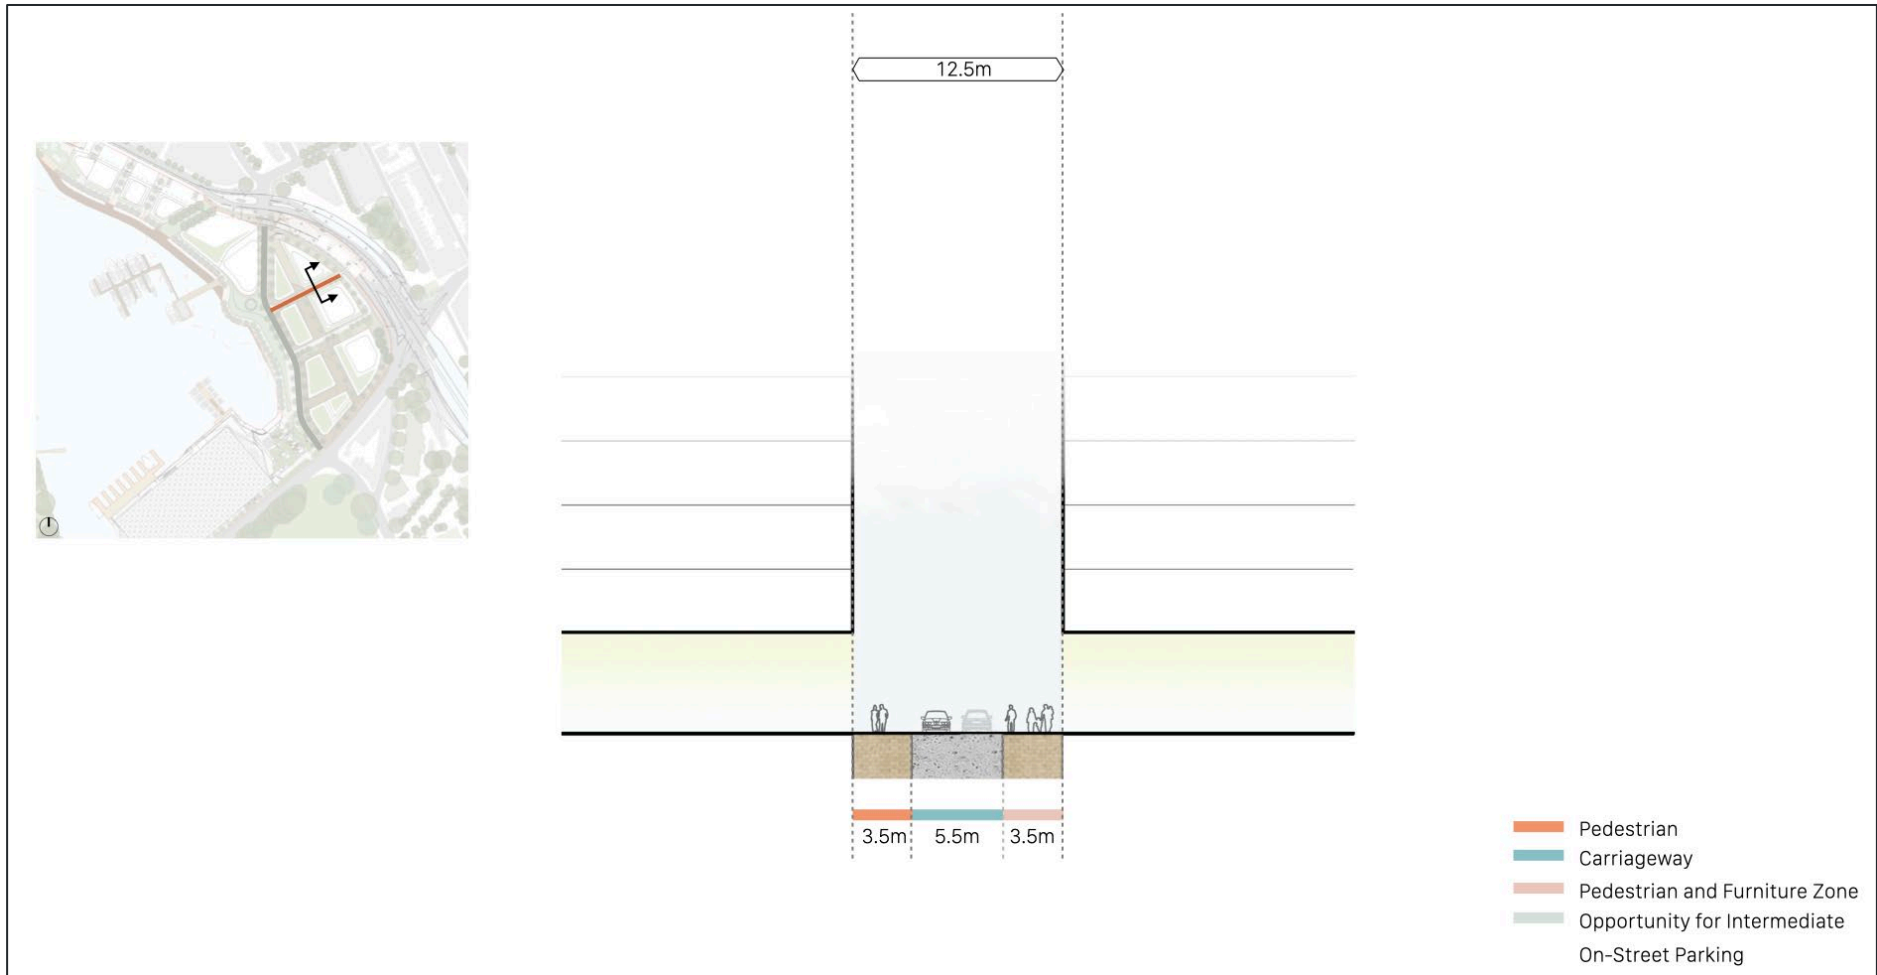 12.5m
3.5m 5.5m 3.5m
Pedestrian
Carriageway
Pedestrian and Furniture Zone
Opportunity for Intermediate
On-Street Parking